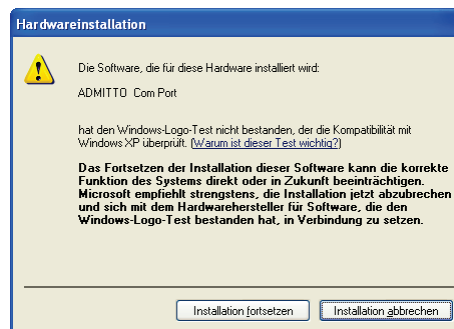 Hardwareinstallation
Die Software, die für diese Hardware installiert wird:
ADMITTO Com Port
hat den Windows-Logo-Test nicht bestanden, der die Kompatibilität mit
Windows XP überprüft. (Warum ist dieser Test wichtig?)
Das Fortsetzen der Installation dieser Software kann die korrekte
Funktion des Systems direkt oder in Zukunft beeinträchtigen.
Microsoft empfiehlt strengstens, die Installation jetzt abzubrechen
und sich mit dem Hardwarehersteller für Software, die den
Windows-Logo-Test bestanden hat, in Verbindung zu setzen.
Installation fortsetzen
Installation abbrechen